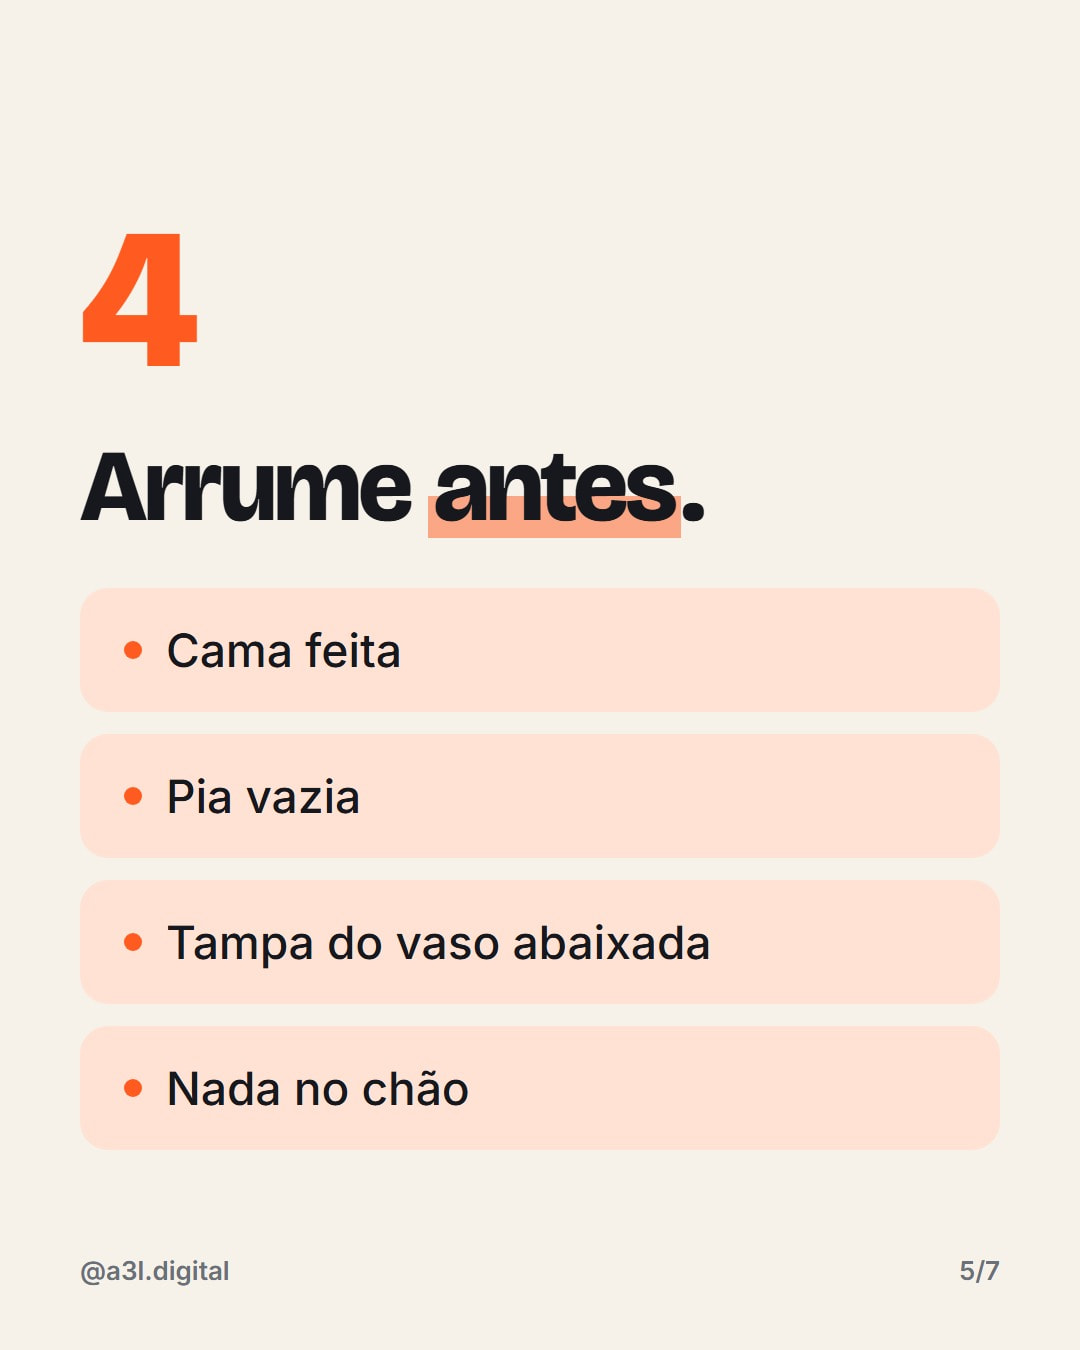 4
Arrume antes.
Cama feita
Pia vazia
Tampa do vaso abaixada
Nada no chão
@a3l.digital
5/7